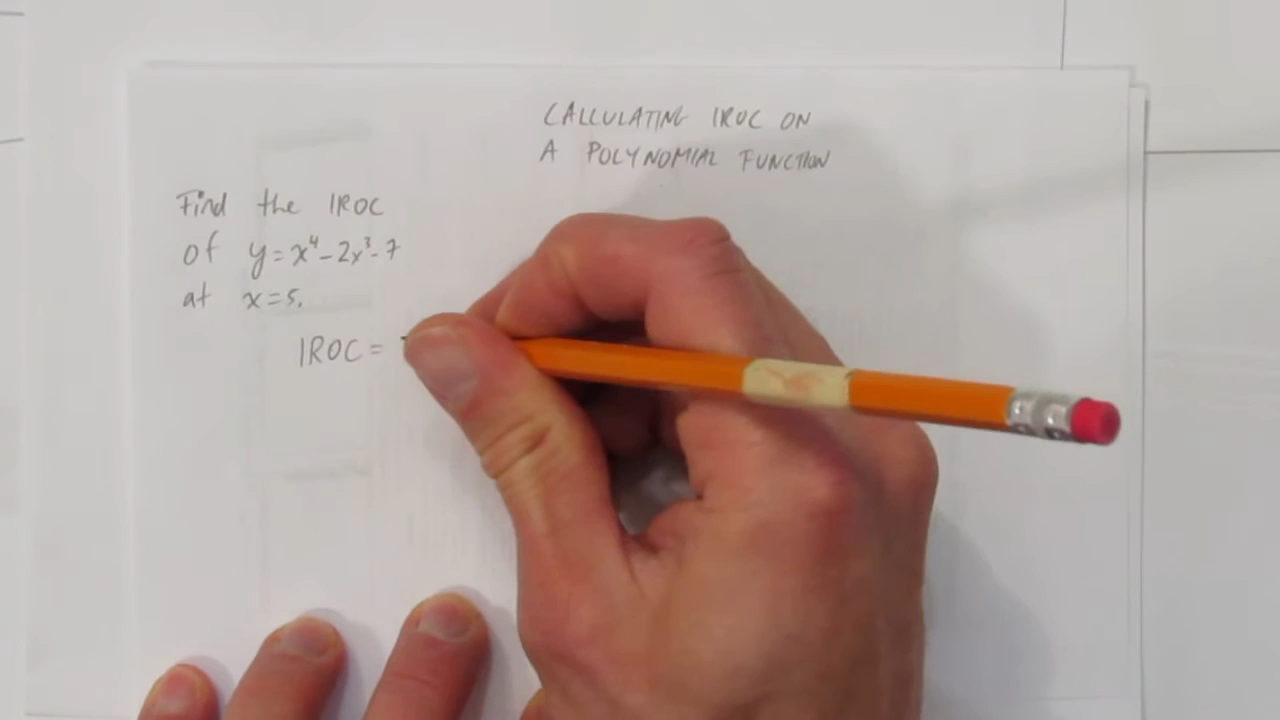 CALCULATING IROC ON
A POLYNOMIAL FUNCTION
Find the IROC
of y=x⁴-2x³-7
at x=5.
IROC =